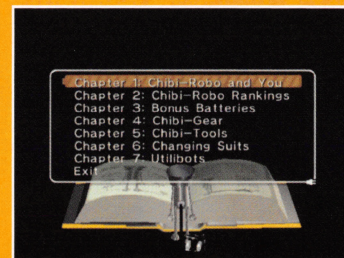 Chapter 1: Chibi-Robo and You
Chapter 2: Chibi-Robo Rankings
Chapter 3: Bonus Batteries
Chapter 4: Chibi-Gear
Chapter 5: Chibi-Tools
Chapter 6: Changing Suits
Chapter 7: Utilibots
Exit